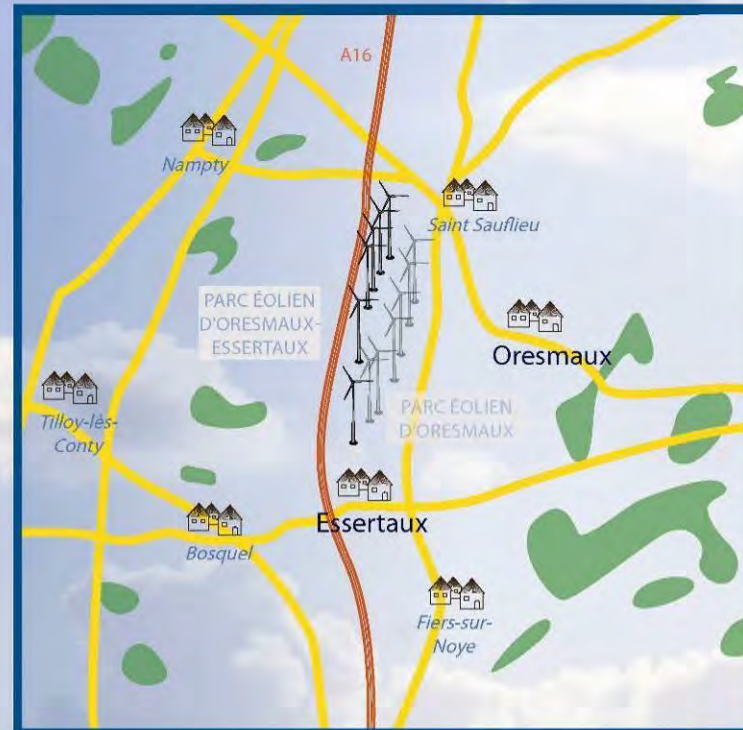 A16
Nampty
Saint Sauflieu
PARC ÉOLIEN
D'ORESMAUX-
ESSERTAUX
Oresmaux
Tilloy-lès-
Conty
PARC ÉOLIEN
D'ORESMAUX
Essertaux
Bosquel
Fiers-sur-
Noye